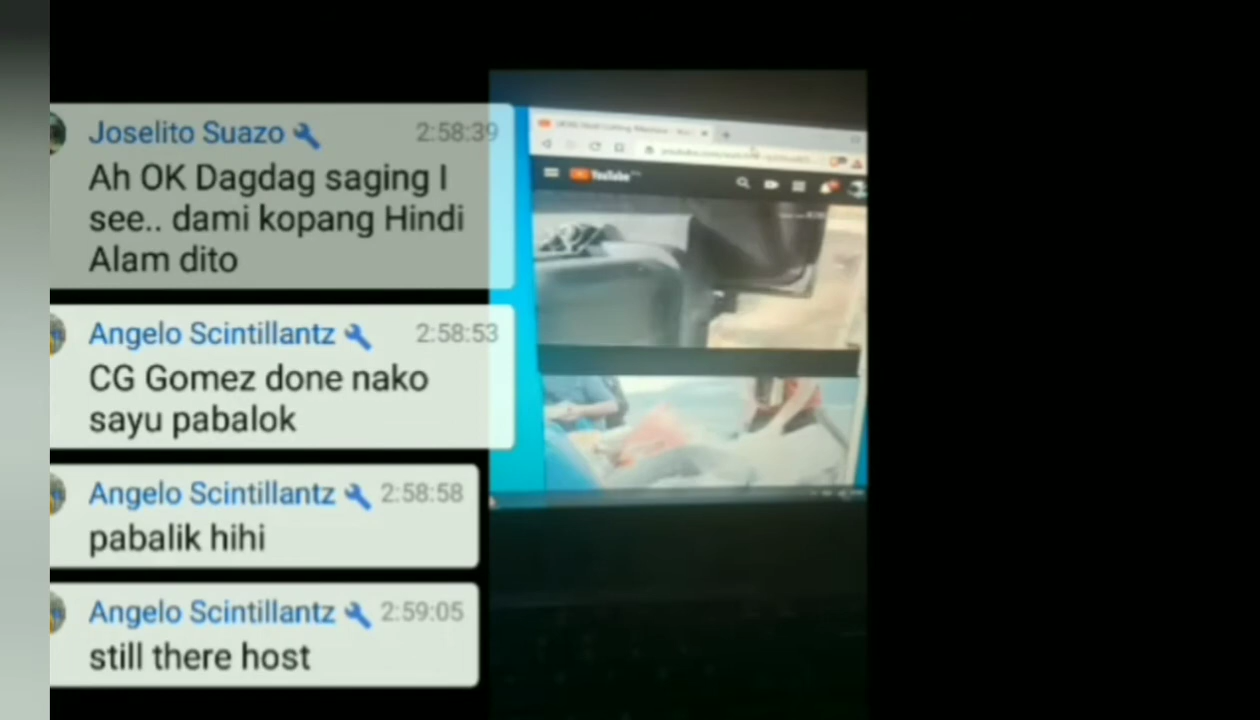 Joselito Suazo 2:58:39
Ah OK Dagdag saging I
see.. dami kopang Hindi
Alam dito
Angelo Scintillantz 2:58:53
CG Gomez done nako
sayu pabalok
Angelo Scintillantz 2:58:58
pabalik hihi
Angelo Scintillantz 2:59:05
still there host
YouTube